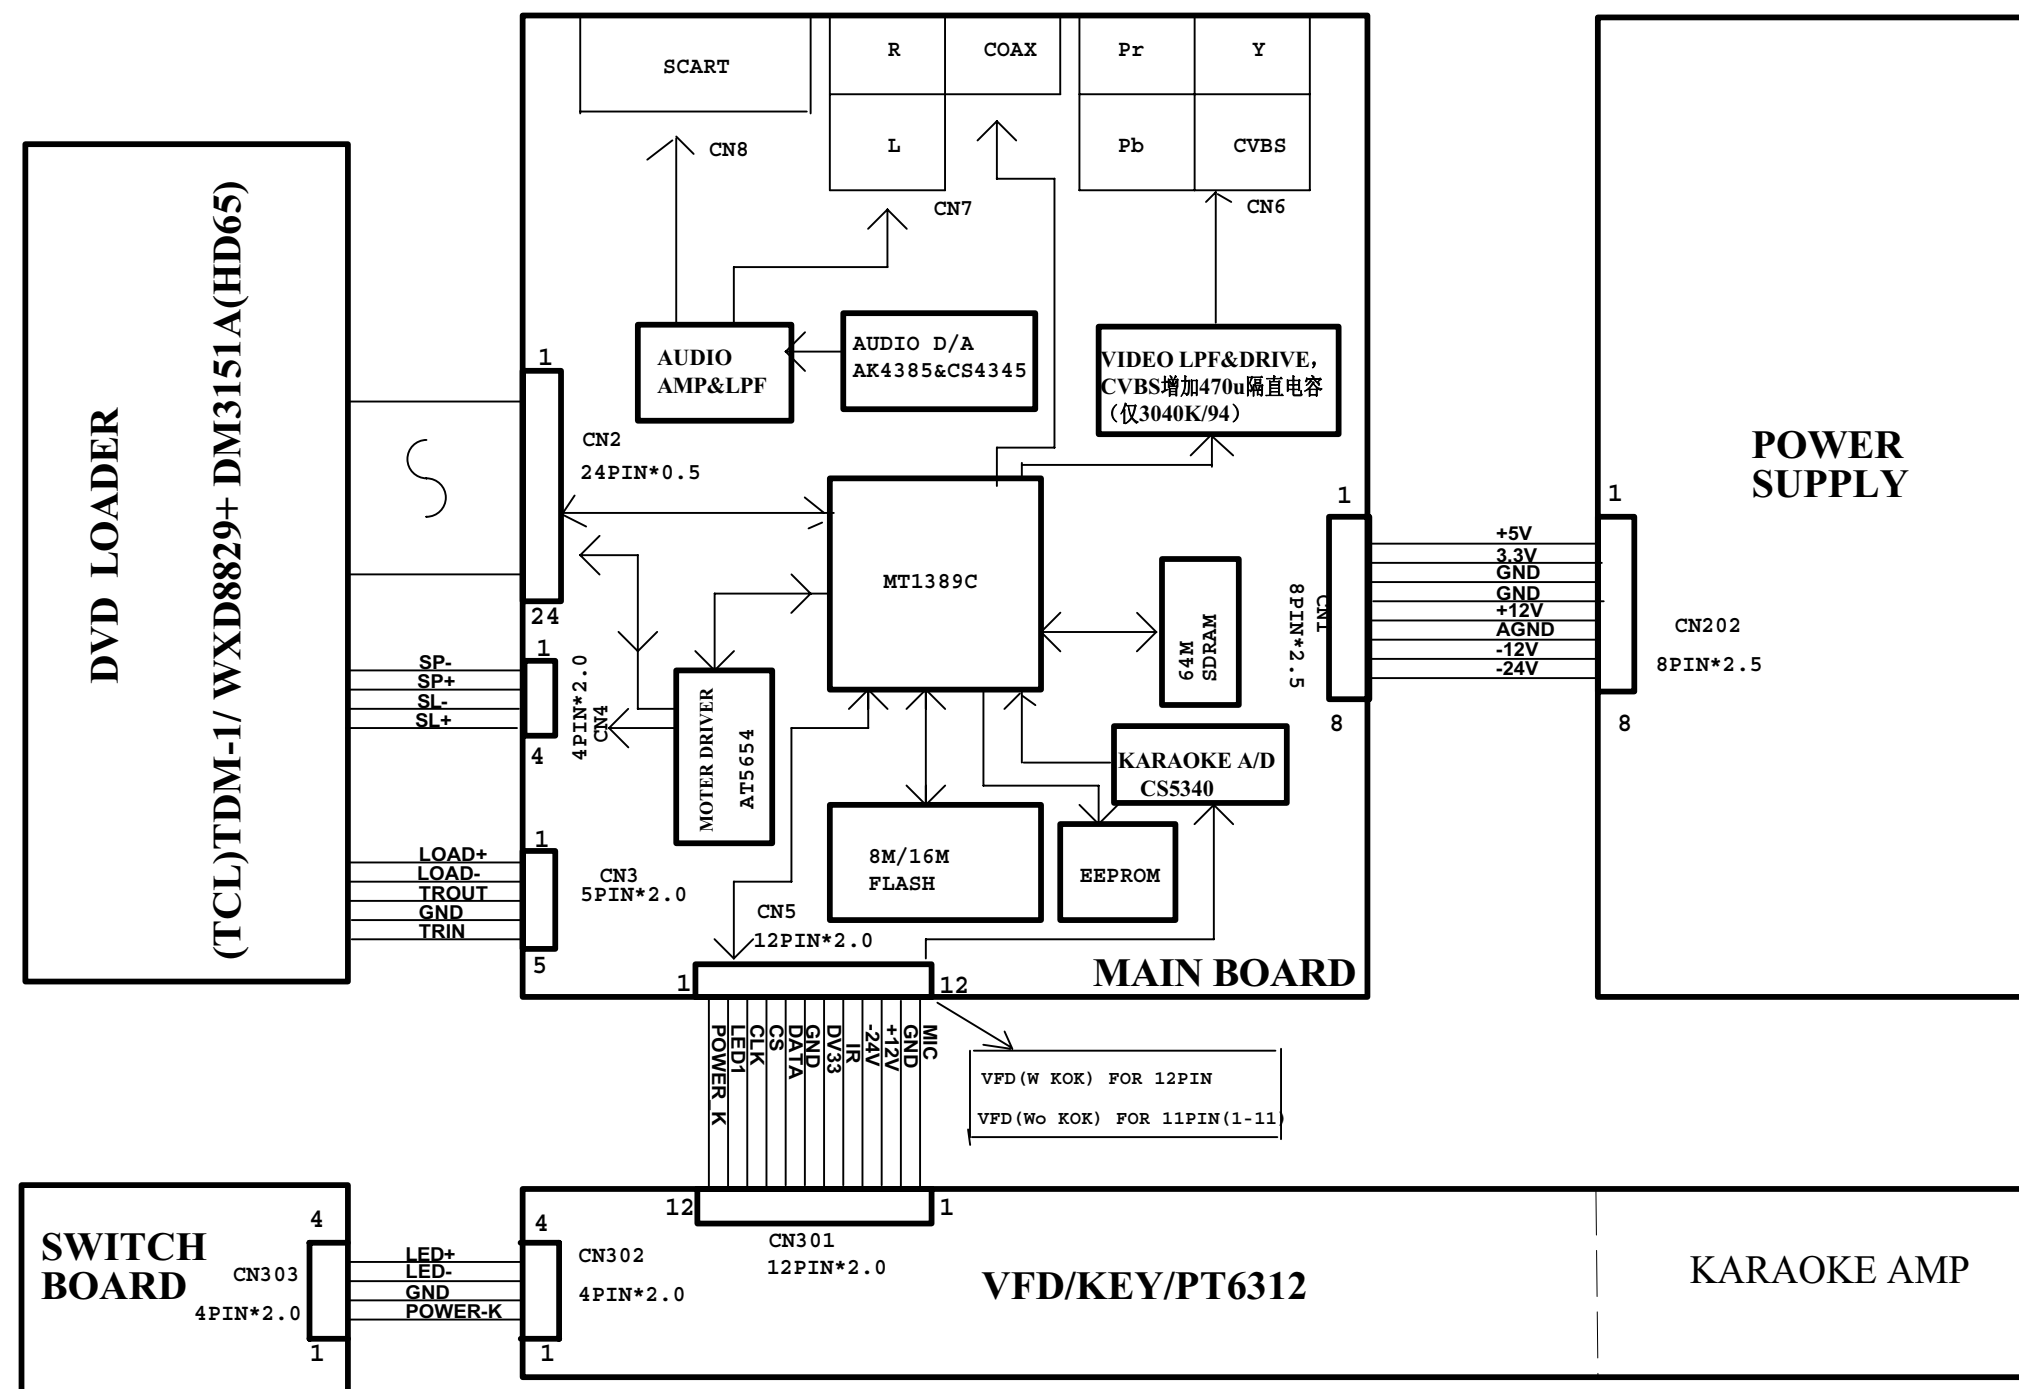 SCART
R
COAX
Pr
Y
L
Pb
CVBS
CN8
CN7
CN6
DVD LOADER
(TCL)TDM-1/ WXD8829+ DM3151A(HD65)
AUDIO
AMP&LPF
AUDIO D/A
AK4385&CS4345
VIDEO LPF&DRIVE,
CVBS增加470u隔直电容
（仅3040K/94）
1
CN2
24PIN*0.5
24
MT1389C
64M
SDRAM
1
CN1
8PIN*2.5
8
+5V
3.3V
GND
GND
+12V
AGND
-12V
-24V
1
8
POWER
SUPPLY
CN202
8PIN*2.5
SP-
SP+
SL-
SL+
1
4
4PIN*2.0
CN4
MOTER DRIVER
AT5654
KARAOKE A/D
CS5340
8M/16M
FLASH
EEPROM
LOAD+
LOAD-
TROUT
GND
TRIN
1
5
CN3
5PIN*2.0
CN5
12PIN*2.0
MAIN BOARD
1
12
POWER_K
LED1
CLK
CS
DATA
GND
DV33
IR
-24V
+12V
GND
MIC
VFD(W KOK) FOR 12PIN
VFD(Wo KOK) FOR 11PIN(1-11)
12
1
CN301
12PIN*2.0
SWITCH
BOARD
4
CN303
4PIN*2.0
1
LED+
LED-
GND
POWER-K
4
CN302
4PIN*2.0
1
VFD/KEY/PT6312
KARAOKE AMP